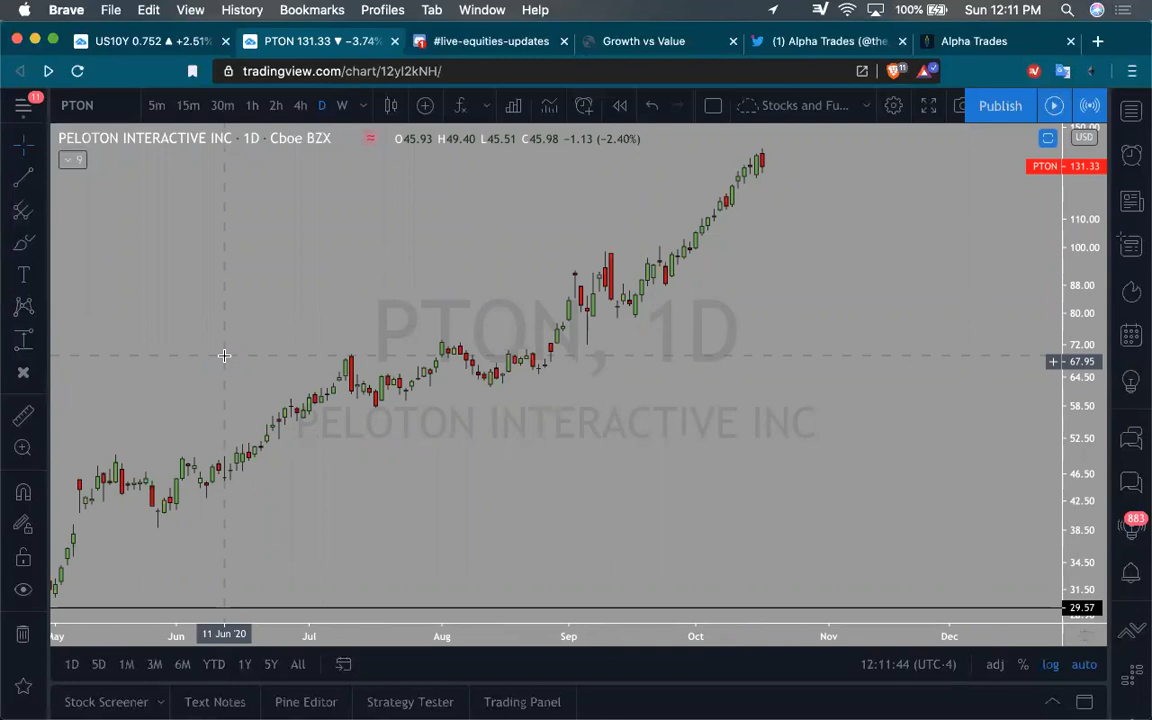 Brave File Edit View History Bookmarks Profiles Tab Window Help 100% Sun 12:11 PM
US10Y 0.752 ▲ +2.51% PTON 131.33 ▼ −3.74% #live-equities-updates Growth vs Value (1) Alpha Trades (@the Alpha Trades
tradingview.com/chart/12yI2kNH/ 11
11 PTON 5m 15m 30m 1h 2h 4h D W Stocks and Fu... Publish
PELOTON INTERACTIVE INC · 1D · Cboe BZX O45.93 H49.40 L45.51 C45.98 −1.13 (−2.40%)
9
150.00
USD
PTON 131.33
110.00
100.00
88.00
80.00
PTON, 1D
72.00
67.95
64.50
58.50
PELOTON INTERACTIVE INC
52.50
46.50
42.50
38.50
883
34.50
31.50
29.57
May Jun 11 Jun '20 Jul Aug Sep Oct Nov Dec
1D 5D 1M 3M 6M YTD 1Y 5Y All 12:11:44 (UTC-4) adj % log auto
Stock Screener Text Notes Pine Editor Strategy Tester Trading Panel